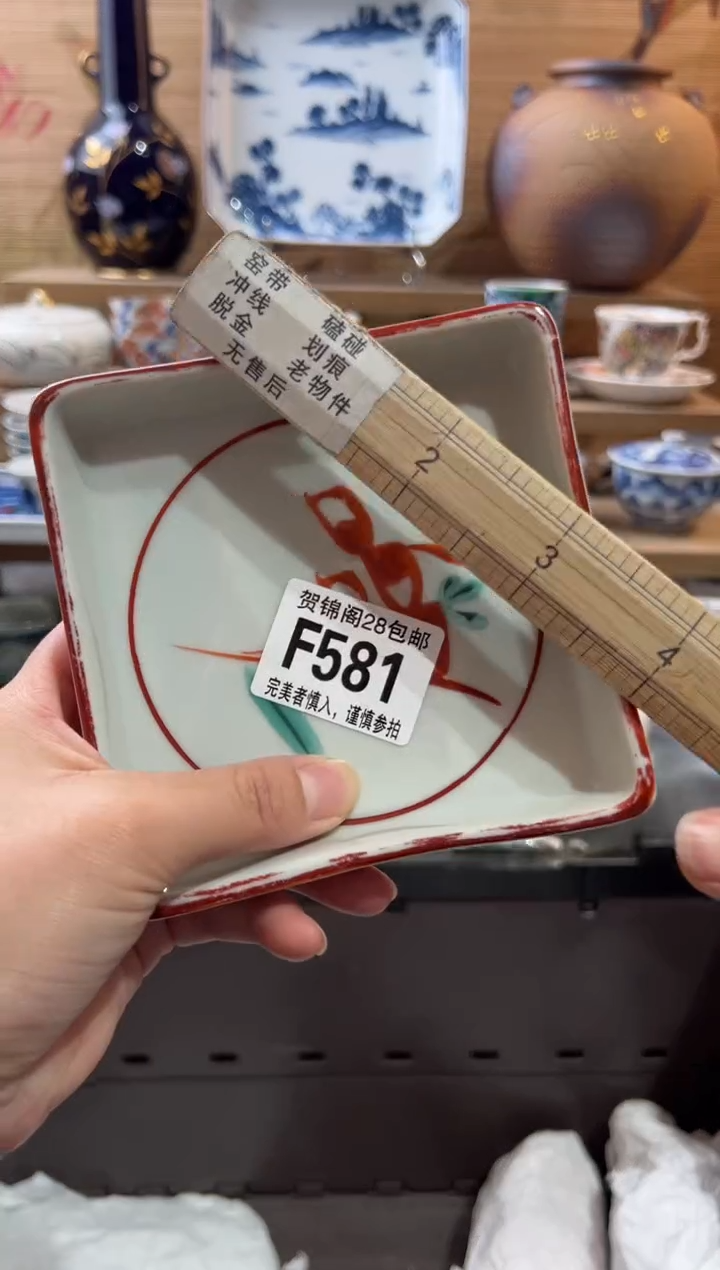 窑带 磕碰
冲线 划痕
脱金 老物件
无售后
2
3
4
贺锦阁28包邮
F581
完美者慎入，谨慎参拍